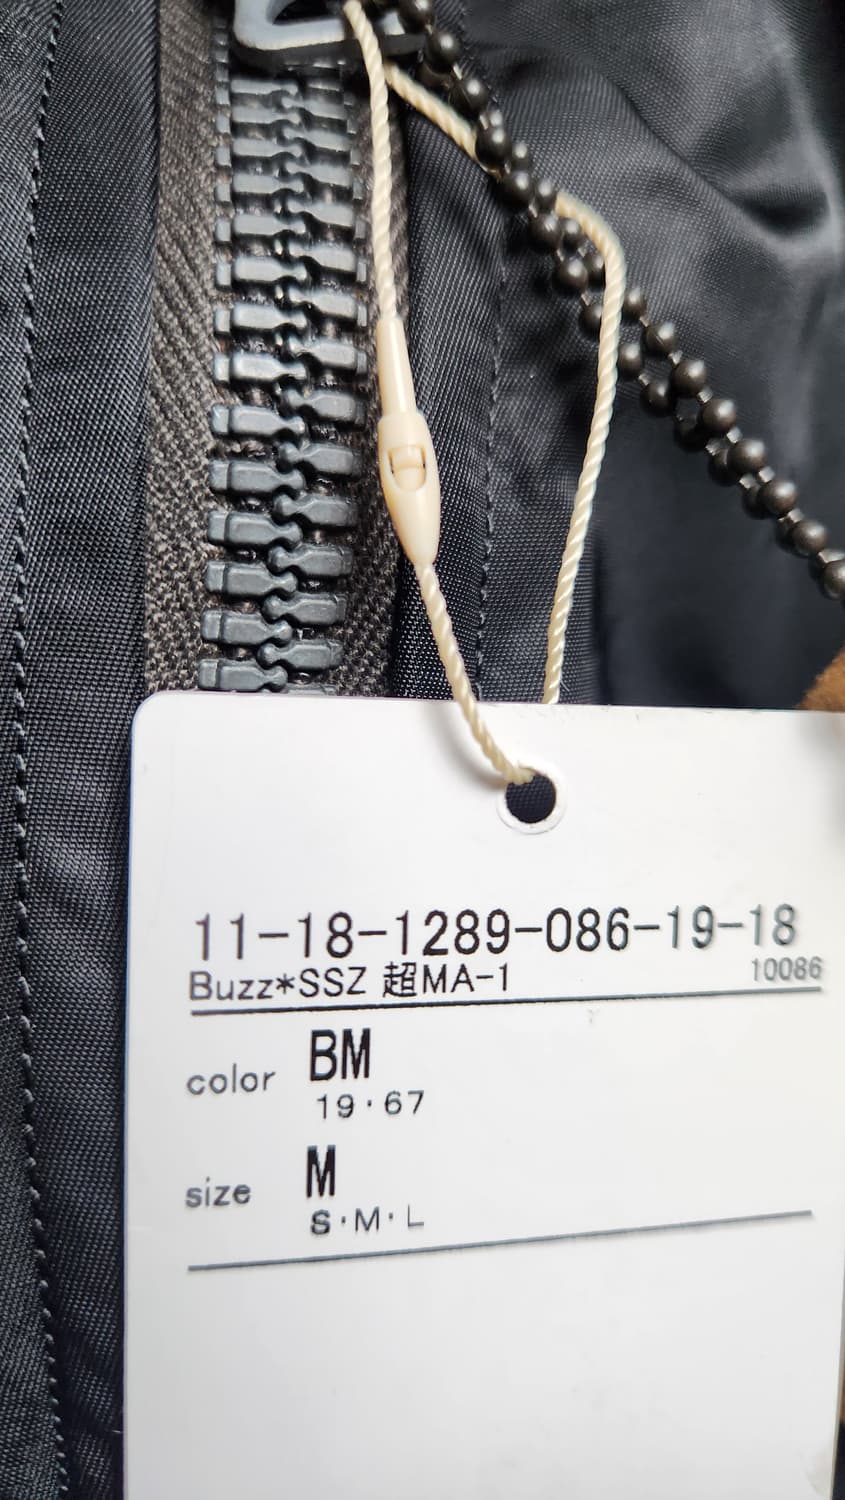 11-18-1289-086-19-18
Buzz*SSZ 超MA-1 10086
color BM
19・67
size M
S・M・L